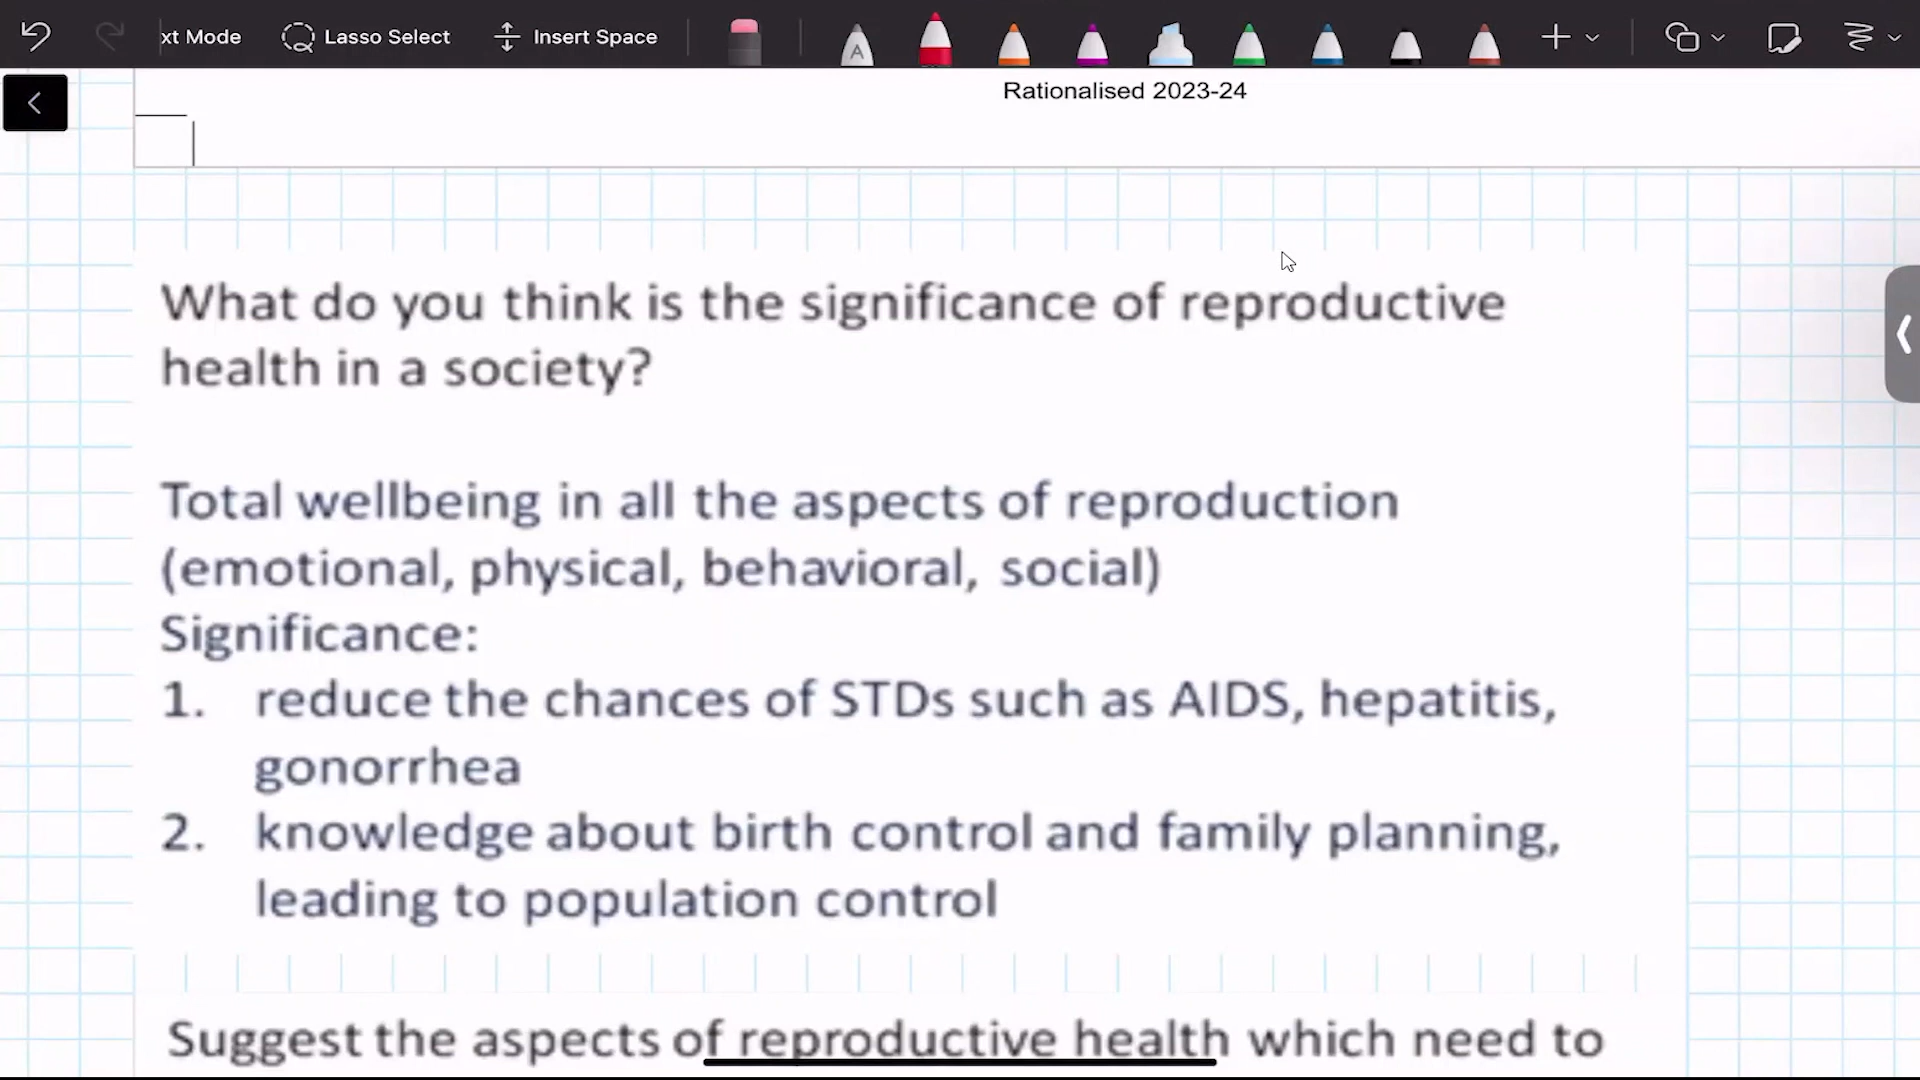 xt Mode Lasso Select Insert Space
A
Rationalised 2023-24
What do you think is the significance of reproductive
health in a society?
Total wellbeing in all the aspects of reproduction
(emotional, physical, behavioral, social)
Significance:
1. reduce the chances of STDs such as AIDS, hepatitis,
gonorrhea
2. knowledge about birth control and family planning,
leading to population control
Suggest the aspects of reproductive health which need to